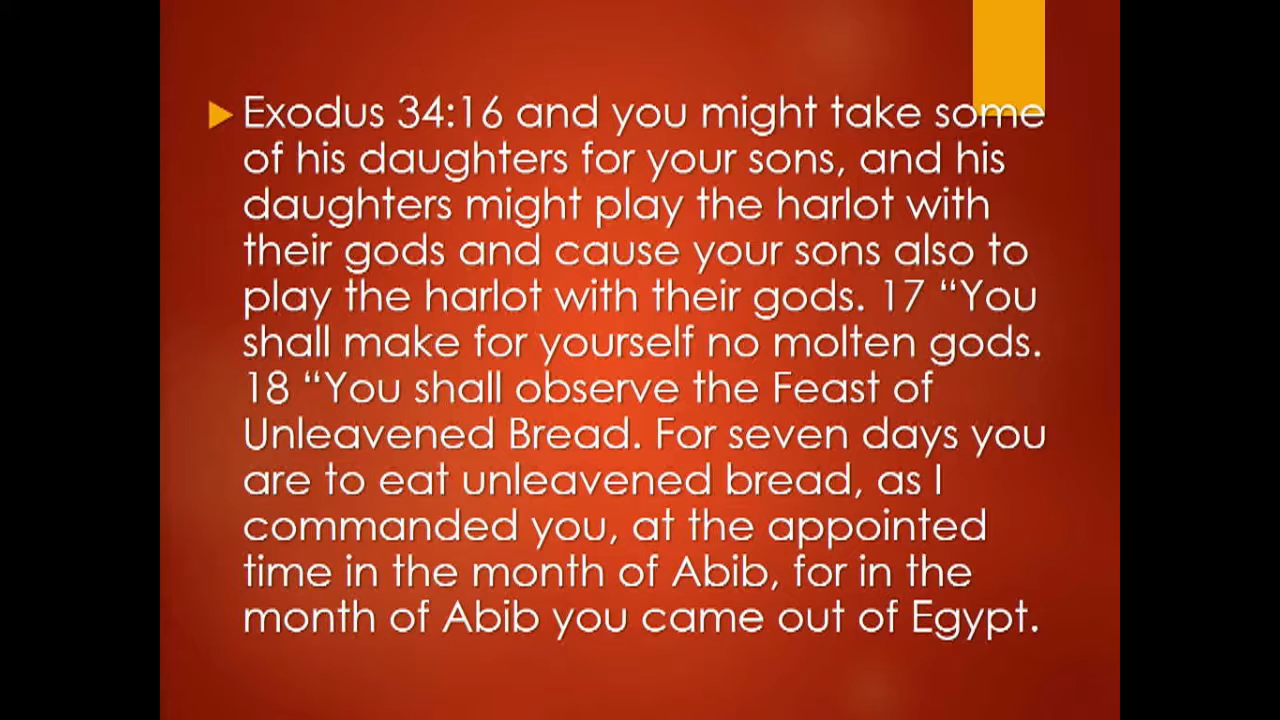 Exodus 34:16 and you might take some
of his daughters for your sons, and his
daughters might play the harlot with
their gods and cause your sons also to
play the harlot with their gods. 17 “You
shall make for yourself no molten gods.
18 “You shall observe the Feast of
Unleavened Bread. For seven days you
are to eat unleavened bread, as I
commanded you, at the appointed
time in the month of Abib, for in the
month of Abib you came out of Egypt.